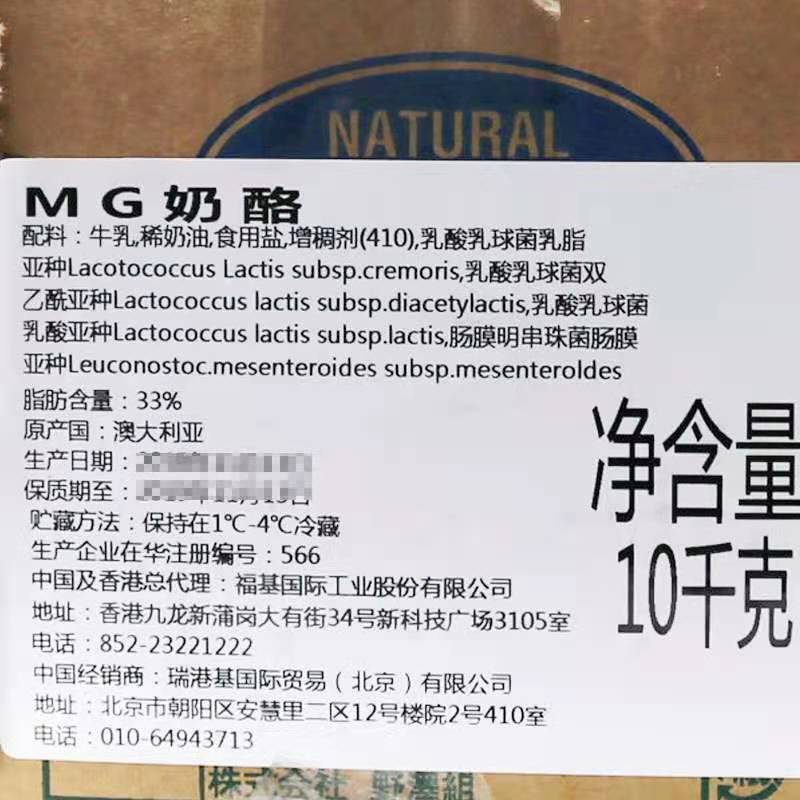 NATURAL
MG奶酪
配料：牛乳,稀奶油,食用盐,增稠剂(410),乳酸乳球菌乳脂
亚种Lacotococcus Lactis subsp.cremoris,乳酸乳球菌双
乙酰亚种Lactococcus lactis subsp.diacetylactis,乳酸乳球菌
乳酸亚种Lactococcus lactis subsp.lactis,肠膜明串珠菌肠膜
亚种Leuconostoc.mesenteroides subsp.mesenteroldes
脂肪含量：33%
原产国：澳大利亚
生产日期：
保质期至：
贮藏方法：保持在1℃-4℃冷藏
生产企业在华注册编号：566
中国及香港总代理：福基国际工业股份有限公司
地址：香港九龙新蒲岗大有街34号新科技广场3105室
电话：852-23221222
中国经销商：瑞港基国际贸易（北京）有限公司
地址：北京市朝阳区安慧里二区12号楼院2号410室
电话：010-64943713
净含量
10千克
株式会社 野澤組